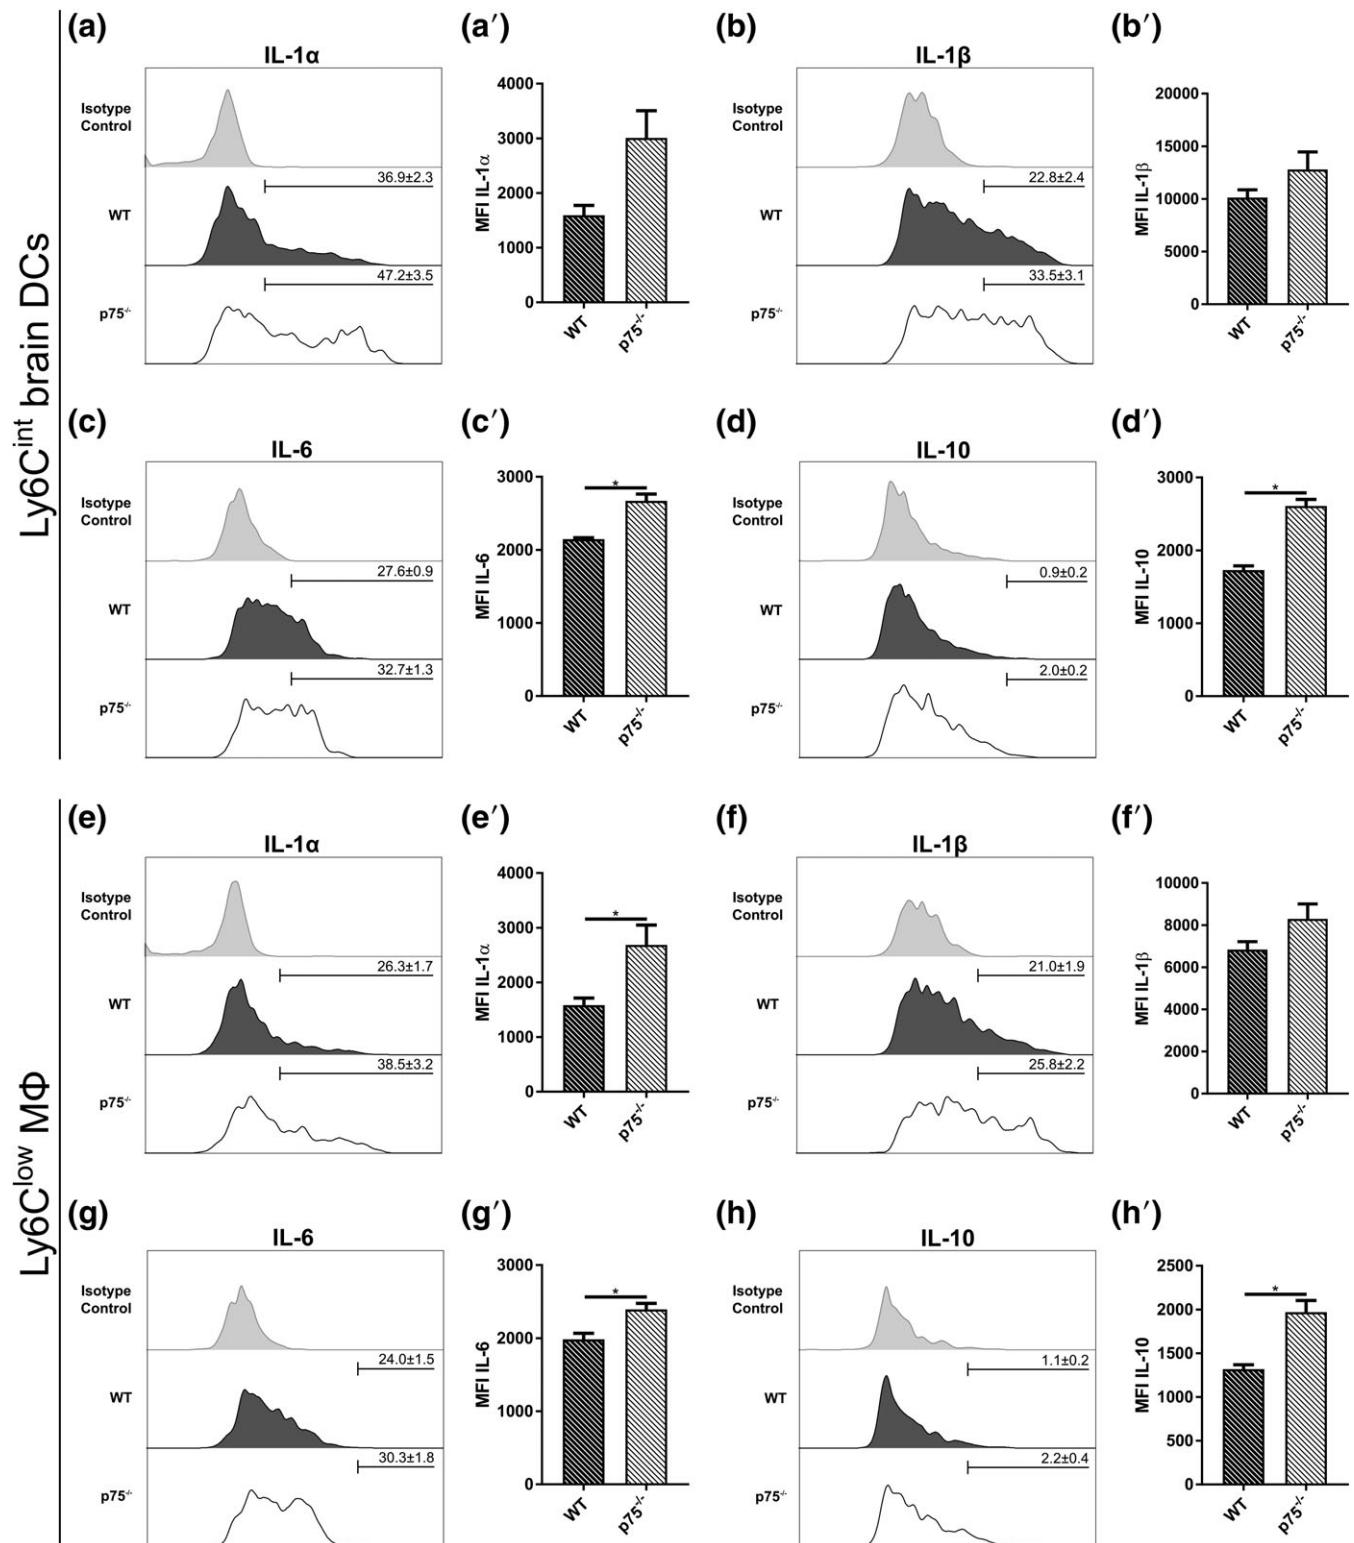 Ly6Cint brain DCs
(a)
IL-1α
Isotype
Control
36.9±2.3
WT
47.2±3.5
p75-/-
(a′)
4000
3000
2000
1000
0
MFI IL-1α
WT
p75-/-
(b)
IL-1β
Isotype
Control
22.8±2.4
WT
33.5±3.1
p75-/-
(b′)
20000
15000
10000
5000
0
MFI IL-1β
WT
p75-/-
(c)
IL-6
Isotype
Control
27.6±0.9
WT
32.7±1.3
p75-/-
(c′)
3000
2000
1000
0
MFI IL-6
*
WT
p75-/-
(d)
IL-10
Isotype
Control
0.9±0.2
WT
2.0±0.2
p75-/-
(d′)
3000
2000
1000
0
MFI IL-10
*
WT
p75-/-
Ly6Clow MΦ
(e)
IL-1α
Isotype
Control
26.3±1.7
WT
38.5±3.2
p75-/-
(e′)
4000
3000
2000
1000
0
MFI IL-1α
*
WT
p75-/-
(f)
IL-1β
Isotype
Control
21.0±1.9
WT
25.8±2.2
p75-/-
(f′)
10000
8000
6000
4000
2000
0
MFI IL-1β
WT
p75-/-
(g)
IL-6
Isotype
Control
24.0±1.5
WT
30.3±1.8
p75-/-
(g′)
3000
2000
1000
0
MFI IL-6
*
WT
p75-/-
(h)
IL-10
Isotype
Control
1.1±0.2
WT
2.2±0.4
p75-/-
(h′)
2500
2000
1500
1000
500
0
MFI IL-10
*
WT
p75-/-